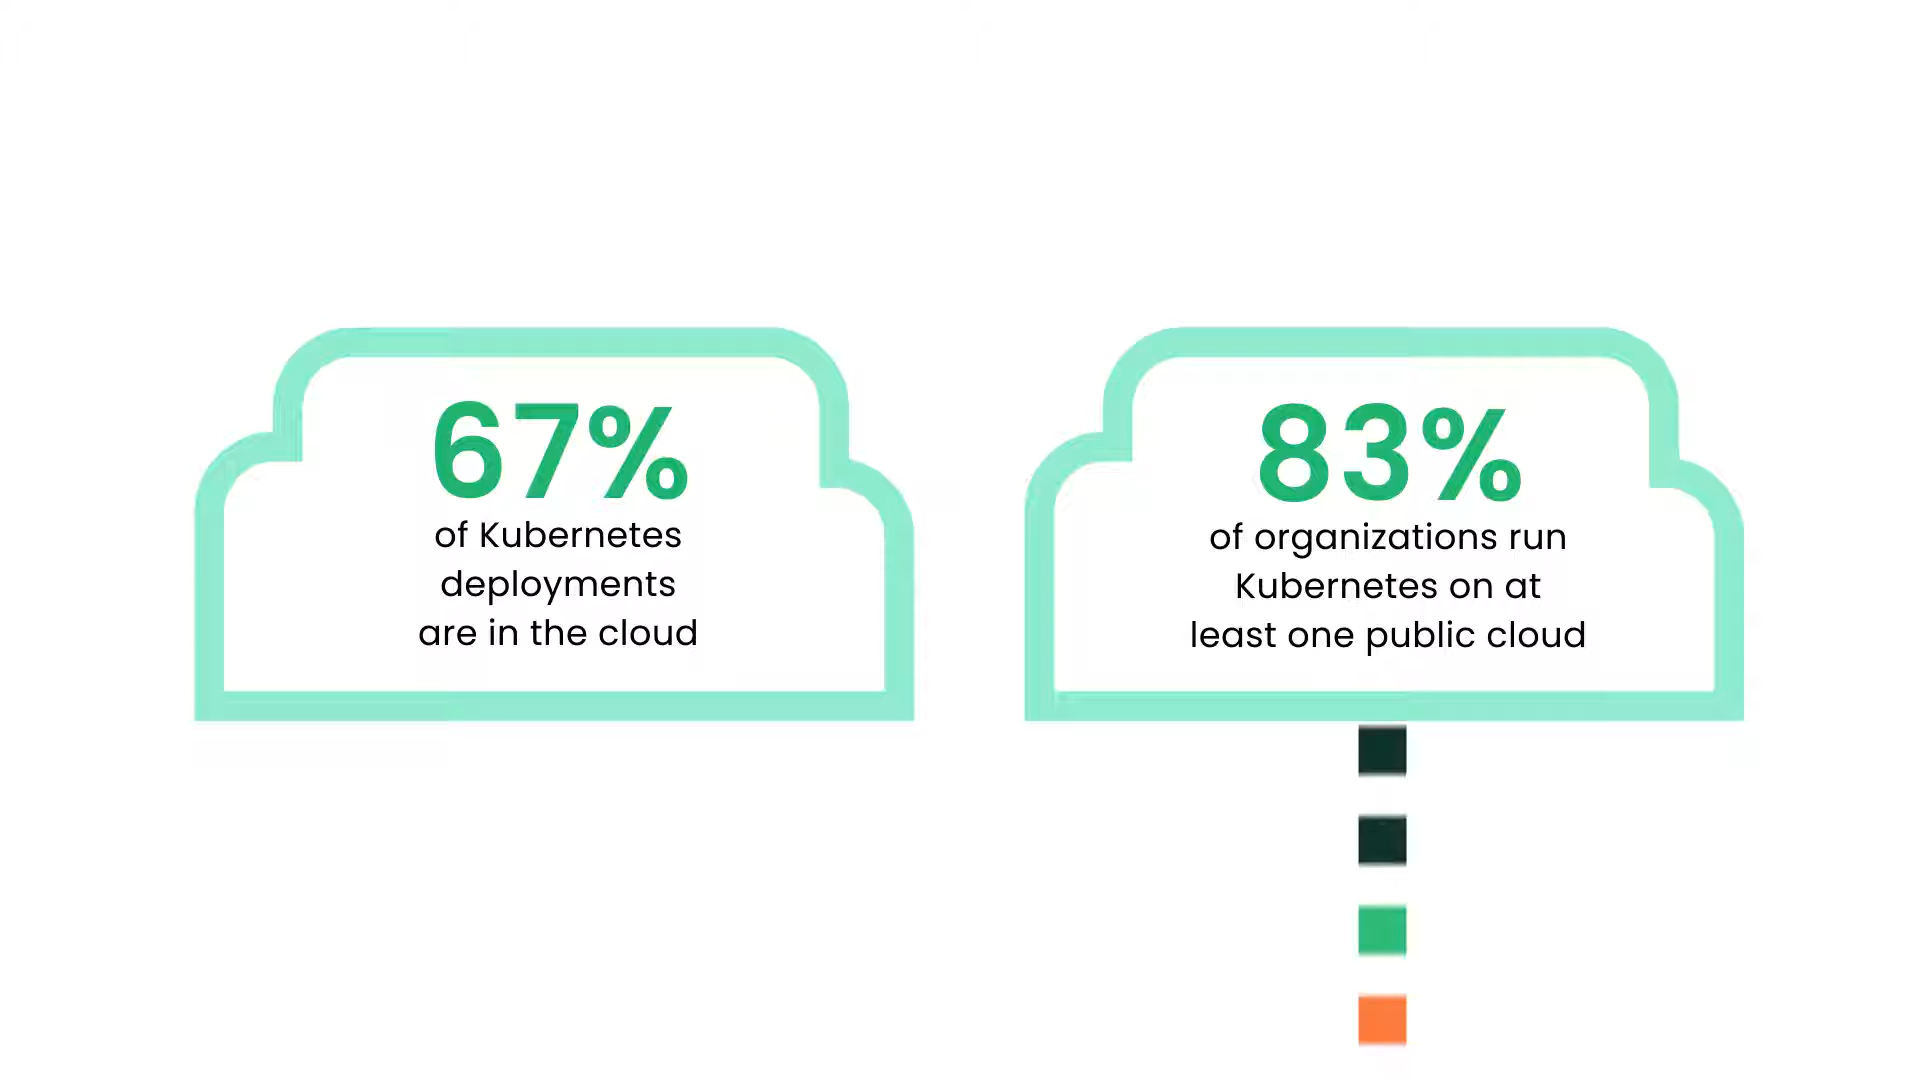 67%
of Kubernetes
deployments
are in the cloud
83%
of organizations run
Kubernetes on at
least one public cloud